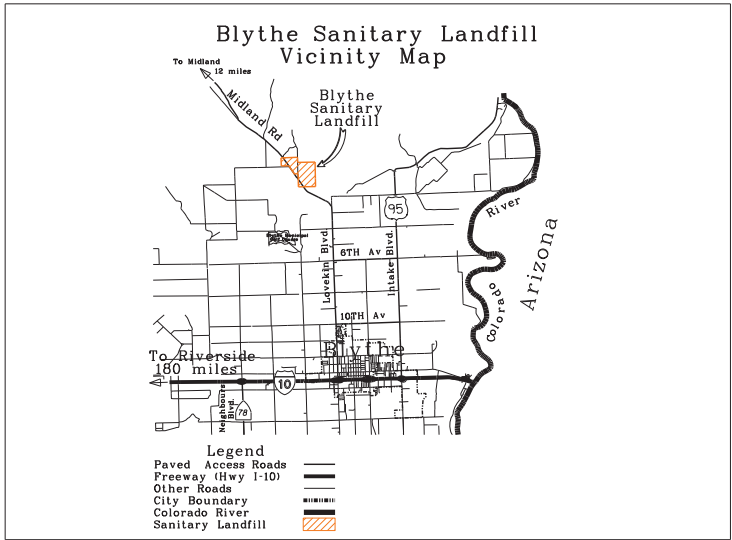 Blythe Sanitary Landfill
Vicinity Map
To Midland
12 miles
Midland Rd
Blythe
Sanitary
Landfill
95
River
Arizona
Lovekin Blvd.
6TH Av
Intake Blvd.
Colorado
10TH Av
Blythe
To Riverside
180 miles
10
Neighbours
Blvd.
78
Legend
Paved Access Roads
Freeway (Hwy I-10)
Other Roads
City Boundary
Colorado River
Sanitary Landfill